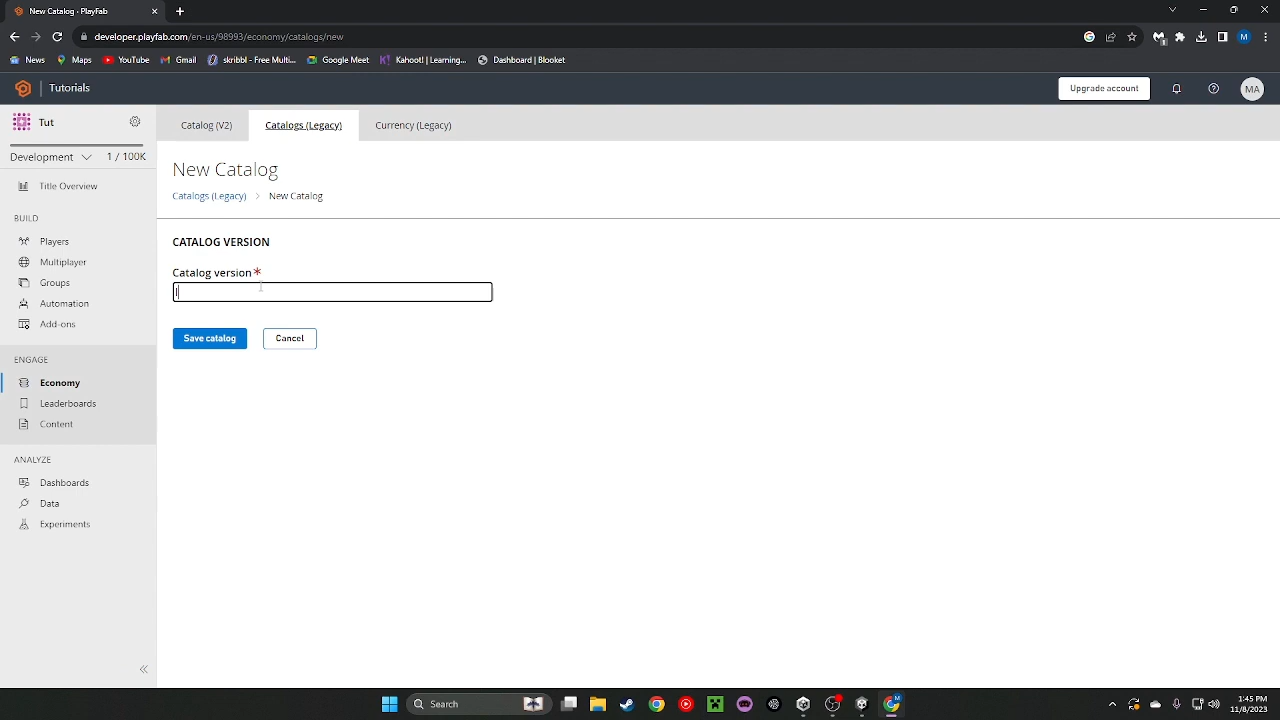 New Catalog · PlayFab
developer.playfab.com/en-us/98993/economy/catalogs/new
News
Maps
YouTube
Gmail
skribbl - Free Multi...
Google Meet
Kahoot! | Learning...
Dashboard | Blooket
Tutorials
Upgrade account
MA
Tut
Catalog (V2)
Catalogs (Legacy)
Currency (Legacy)
Development
1 / 100K
New Catalog
Title Overview
Catalogs (Legacy) > New Catalog
BUILD
Players
CATALOG VERSION
Multiplayer
Catalog version*
Groups
Automation
Add-ons
Save catalog
Cancel
ENGAGE
Economy
Leaderboards
Content
ANALYZE
Dashboards
Data
Experiments
Search
1:45 PM
11/8/2023